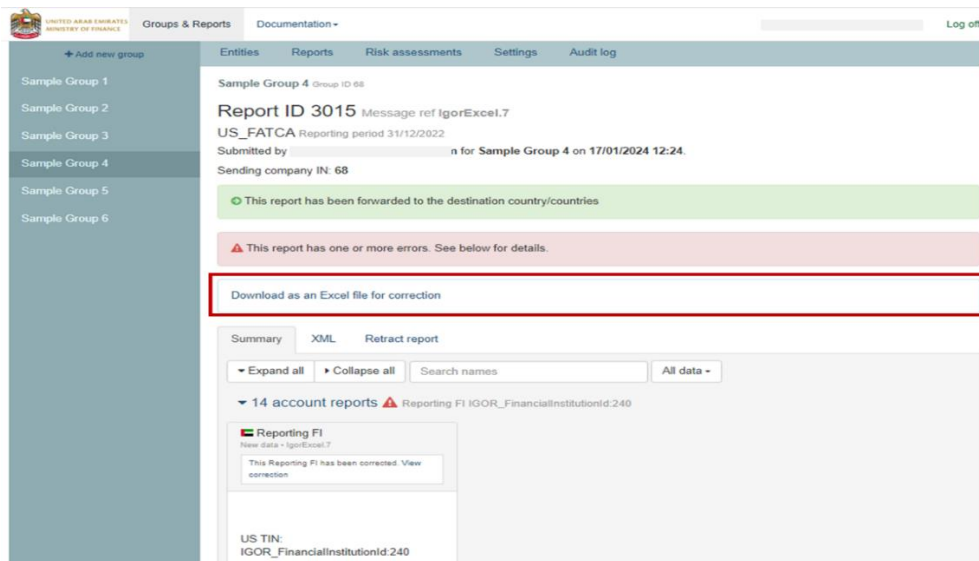 UNITED ARAB EMIRATES
MINISTRY OF FINANCE
Groups & Reports
Documentation
Log off
Add new group
Entities
Reports
Risk assessments
Settings
Audit log
Sample Group 1
Sample Group 2
Sample Group 3
Sample Group 4
Sample Group 5
Sample Group 6
Sample Group 4 Group ID 68
Report ID 3015 Message ref IgorExcel.7
US_FATCA Reporting period 31/12/2022
Submitted by n for Sample Group 4 on 17/01/2024 12:24.
Sending company IN: 68
This report has been forwarded to the destination country/countries
This report has one or more errors. See below for details.
Download as an Excel file for correction
Summary
XML
Retract report
Expand all
Collapse all
Search names
All data
14 account reports Reporting FI IGOR_FinancialInstitutionId:240
Reporting FI
New data - IgorExcel.7
This Reporting FI has been corrected. View
correction
US TIN:
IGOR_FinancialInstitutionId:240